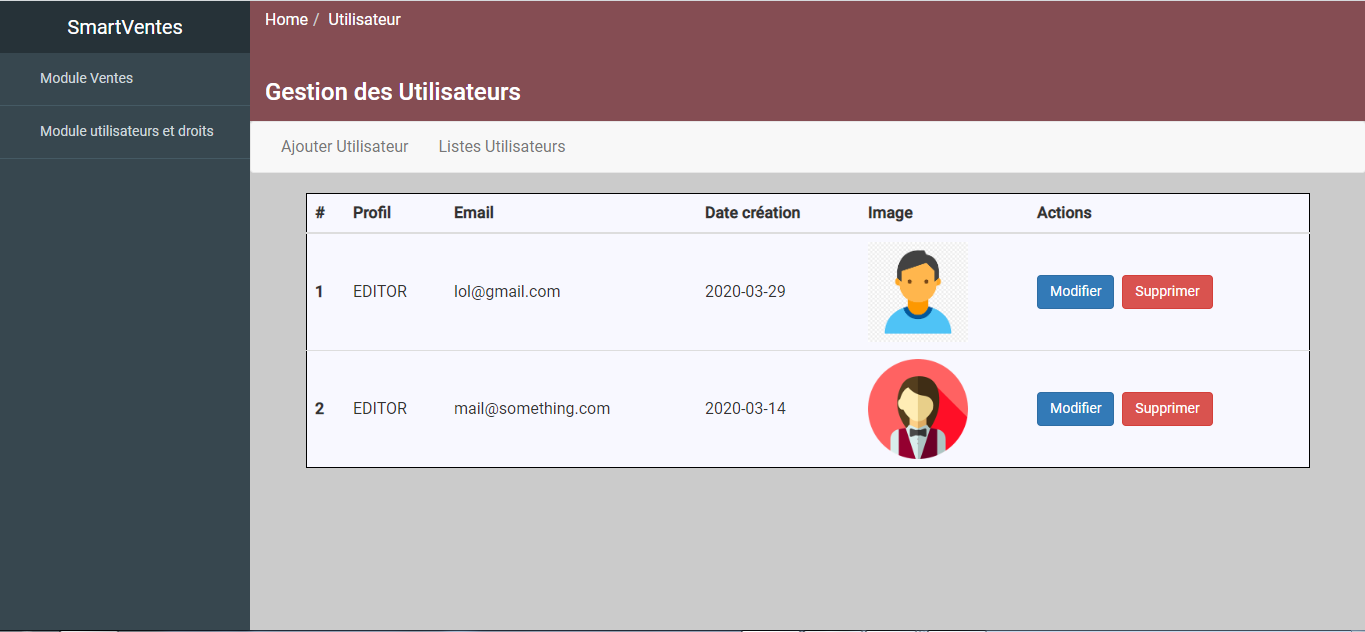 SmartVentes
Home / Utilisateur
Module Ventes
Module utilisateurs et droits
Gestion des Utilisateurs
Ajouter Utilisateur Listes Utilisateurs
# Profil Email Date création Image Actions
1 EDITOR lol@gmail.com 2020-03-29 Modifier Supprimer
2 EDITOR mail@something.com 2020-03-14 Modifier Supprimer